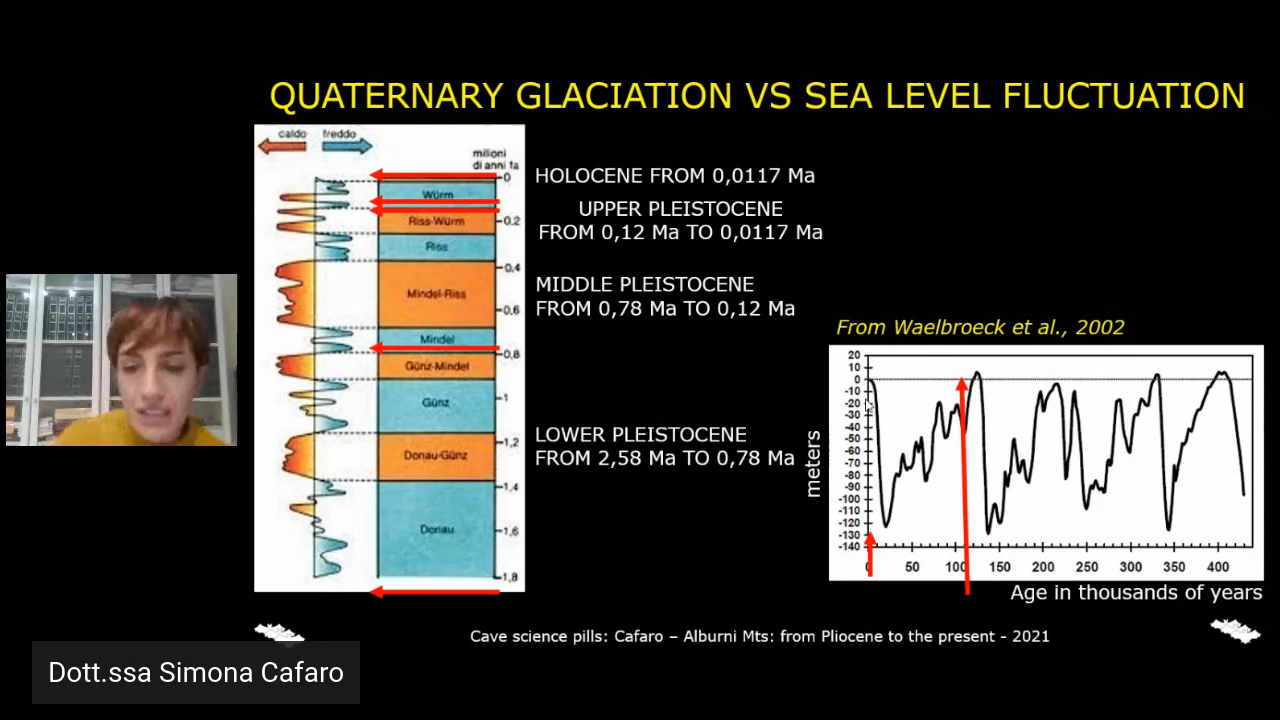 QUATERNARY GLACIATION VS SEA LEVEL FLUCTUATION
caldo freddo
milioni
di anni fa
0
Würm
0,2
Riss-Würm
Riss
0,4
Mindel-Riss
0,6
Mindel
0,8
Günz-Mindel
1
Günz
1,2
Donau-Günz
1,4
Donau
1,6
1,8
HOLOCENE FROM 0,0117 Ma
UPPER PLEISTOCENE
FROM 0,12 Ma TO 0,0117 Ma
MIDDLE PLEISTOCENE
FROM 0,78 Ma TO 0,12 Ma
LOWER PLEISTOCENE
FROM 2,58 Ma TO 0,78 Ma
From Waelbroeck et al., 2002
20
10
0
-10
-20
-30
-40
-50
-60
-70
-80
-90
-100
-110
-120
-130
-140
meters
0 50 100 150 200 250 300 350 400
Age in thousands of years
Cave science pills: Cafaro – Alburni Mts: from Pliocene to the present - 2021
Dott.ssa Simona Cafaro